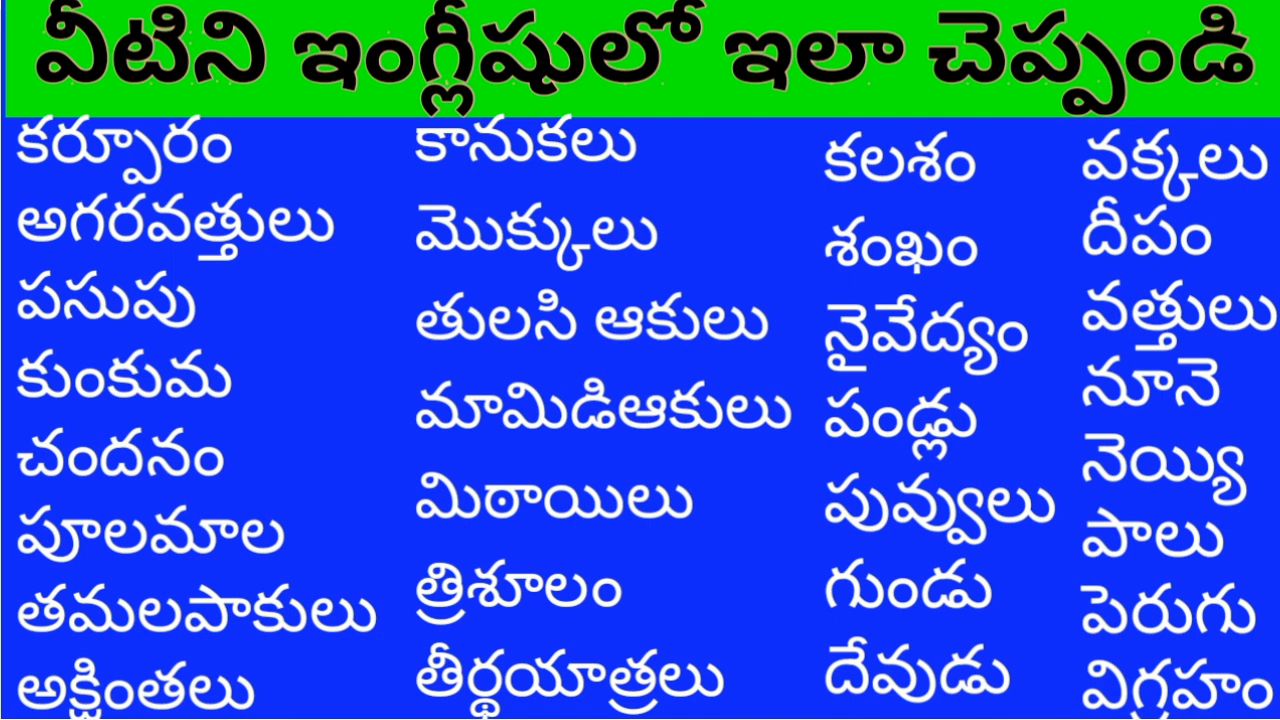 వీటిని ఇంగ్లీషులో ఇలా చెప్పండి
కర్పూరం
అగరవత్తులు
పసుపు
కుంకుమ
చందనం
పూలమాల
తమలపాకులు
అక్షింతలు
కానుకలు
మొక్కులు
తులసి ఆకులు
మామిడిఆకులు
మిఠాయిలు
త్రిశూలం
తీర్థయాత్రలు
కలశం
శంఖం
నైవేద్యం
పండ్లు
పువ్వులు
గుండు
దేవుడు
వక్కలు
దీపం
వత్తులు
నూనె
నెయ్యి
పాలు
పెరుగు
విగ్రహం